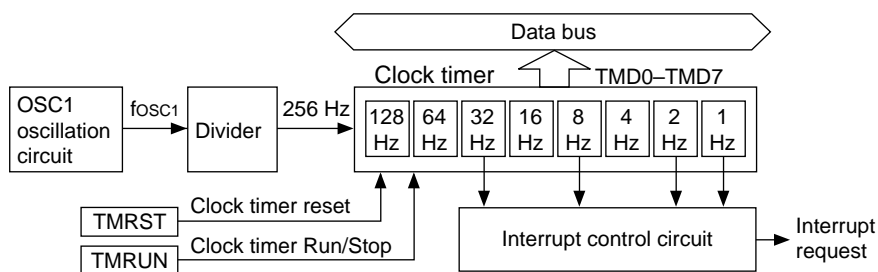 Data bus
Clock timer
TMD0–TMD7
OSC1
oscillation
circuit
fOSC1
Divider
256 Hz
128
Hz
64
Hz
32
Hz
16
Hz
8
Hz
4
Hz
2
Hz
1
Hz
TMRST
Clock timer reset
TMRUN
Clock timer Run/Stop
Interrupt control circuit
Interrupt
request